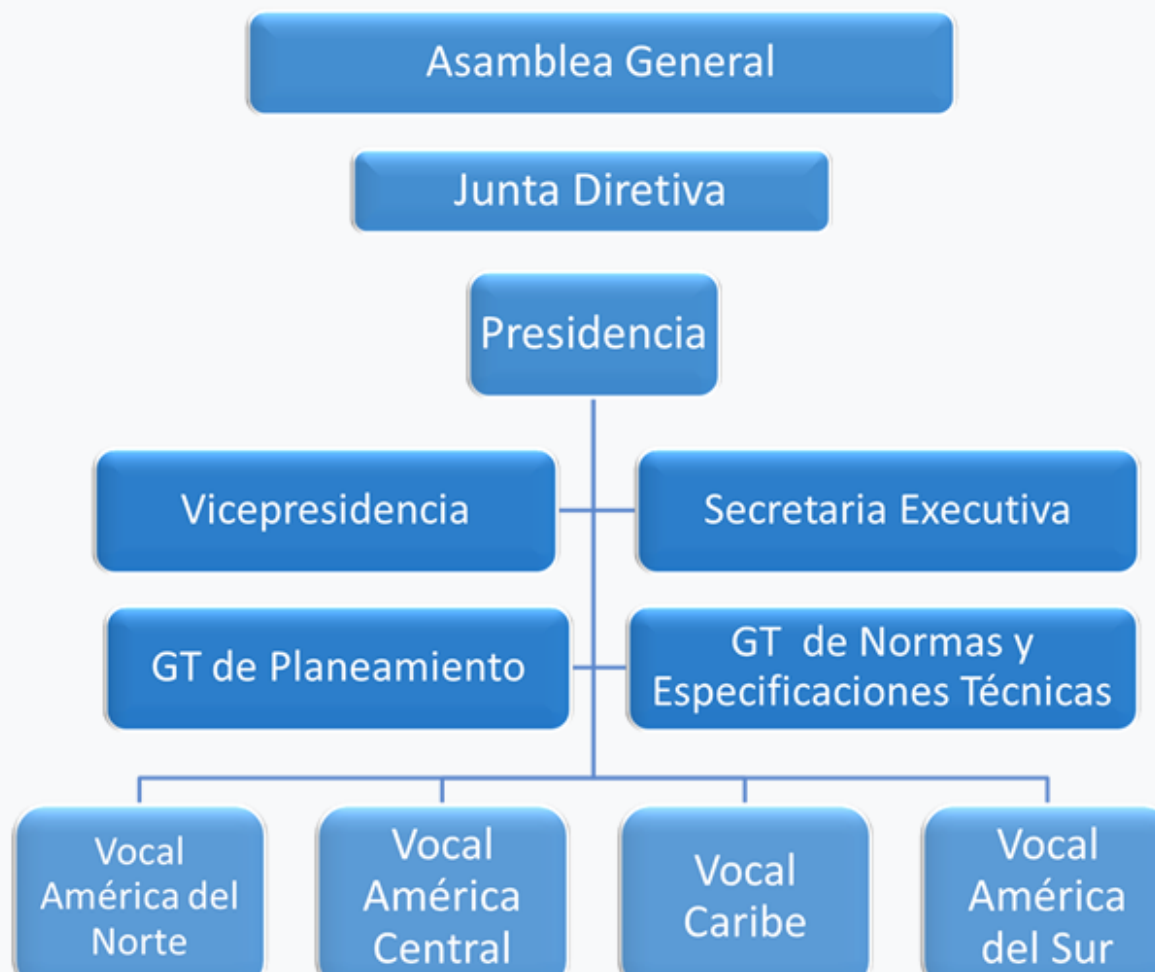 Asamblea General
Junta Diretiva
Presidencia
Vicepresidencia
Secretaria Executiva
GT de Planeamiento
GT de Normas y
Especificaciones Técnicas
Vocal
América del
Norte
Vocal
América
Central
Vocal
Caribe
Vocal
América
del Sur